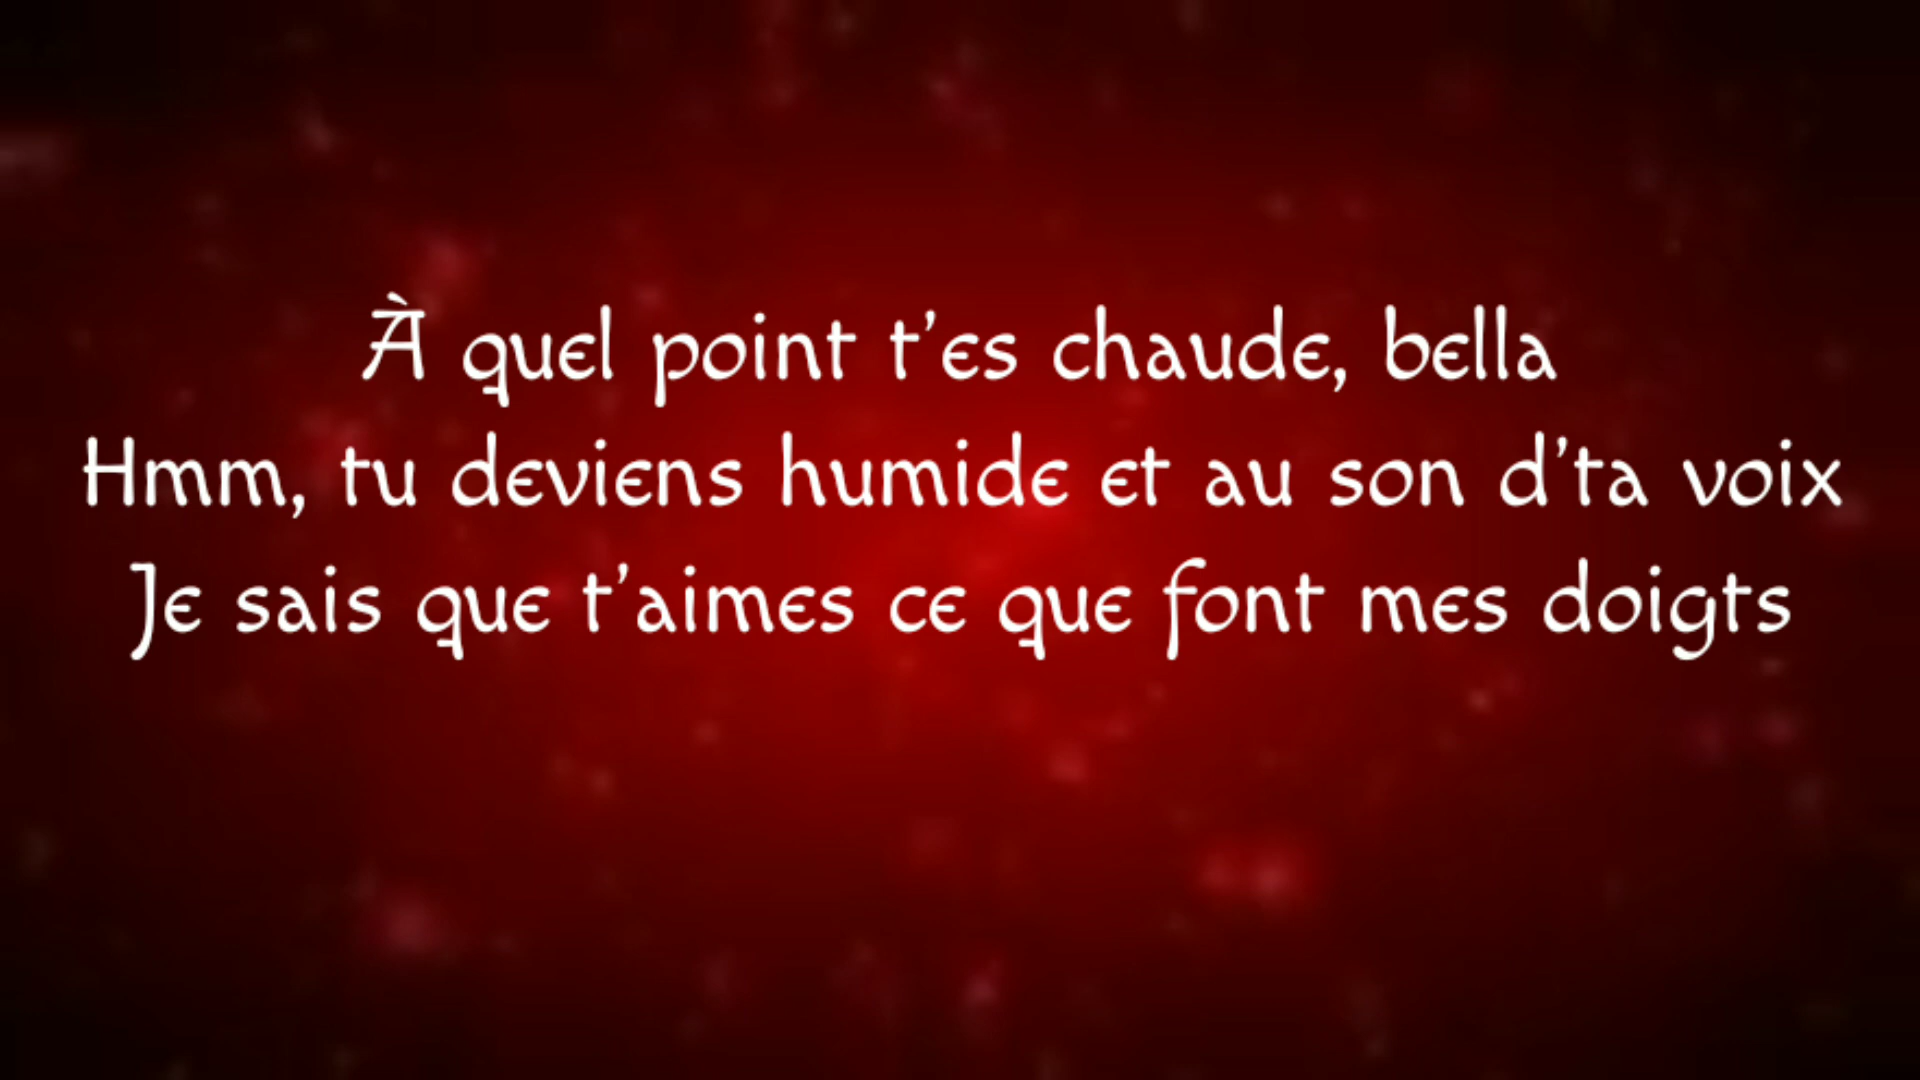 À quel point t'es chaude, bella
Hmm, tu deviens humide et au son d'ta voix
Je sais que t'aimes ce que font mes doigts